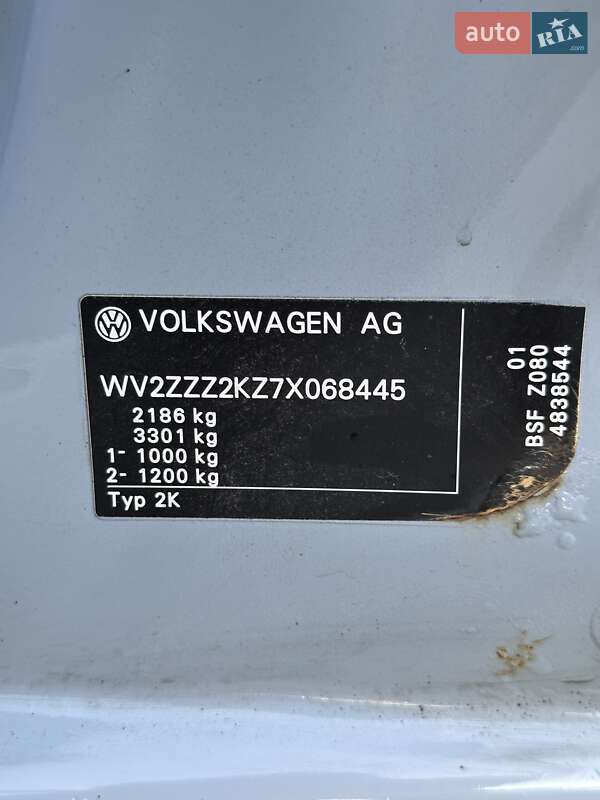 auto RIA .com
VOLKSWAGEN AG
WV2ZZZ2KZ7X068445
2186 kg
3301 kg
1- 1000 kg
2- 1200 kg
Typ 2K
01
BSF Z080
4838544